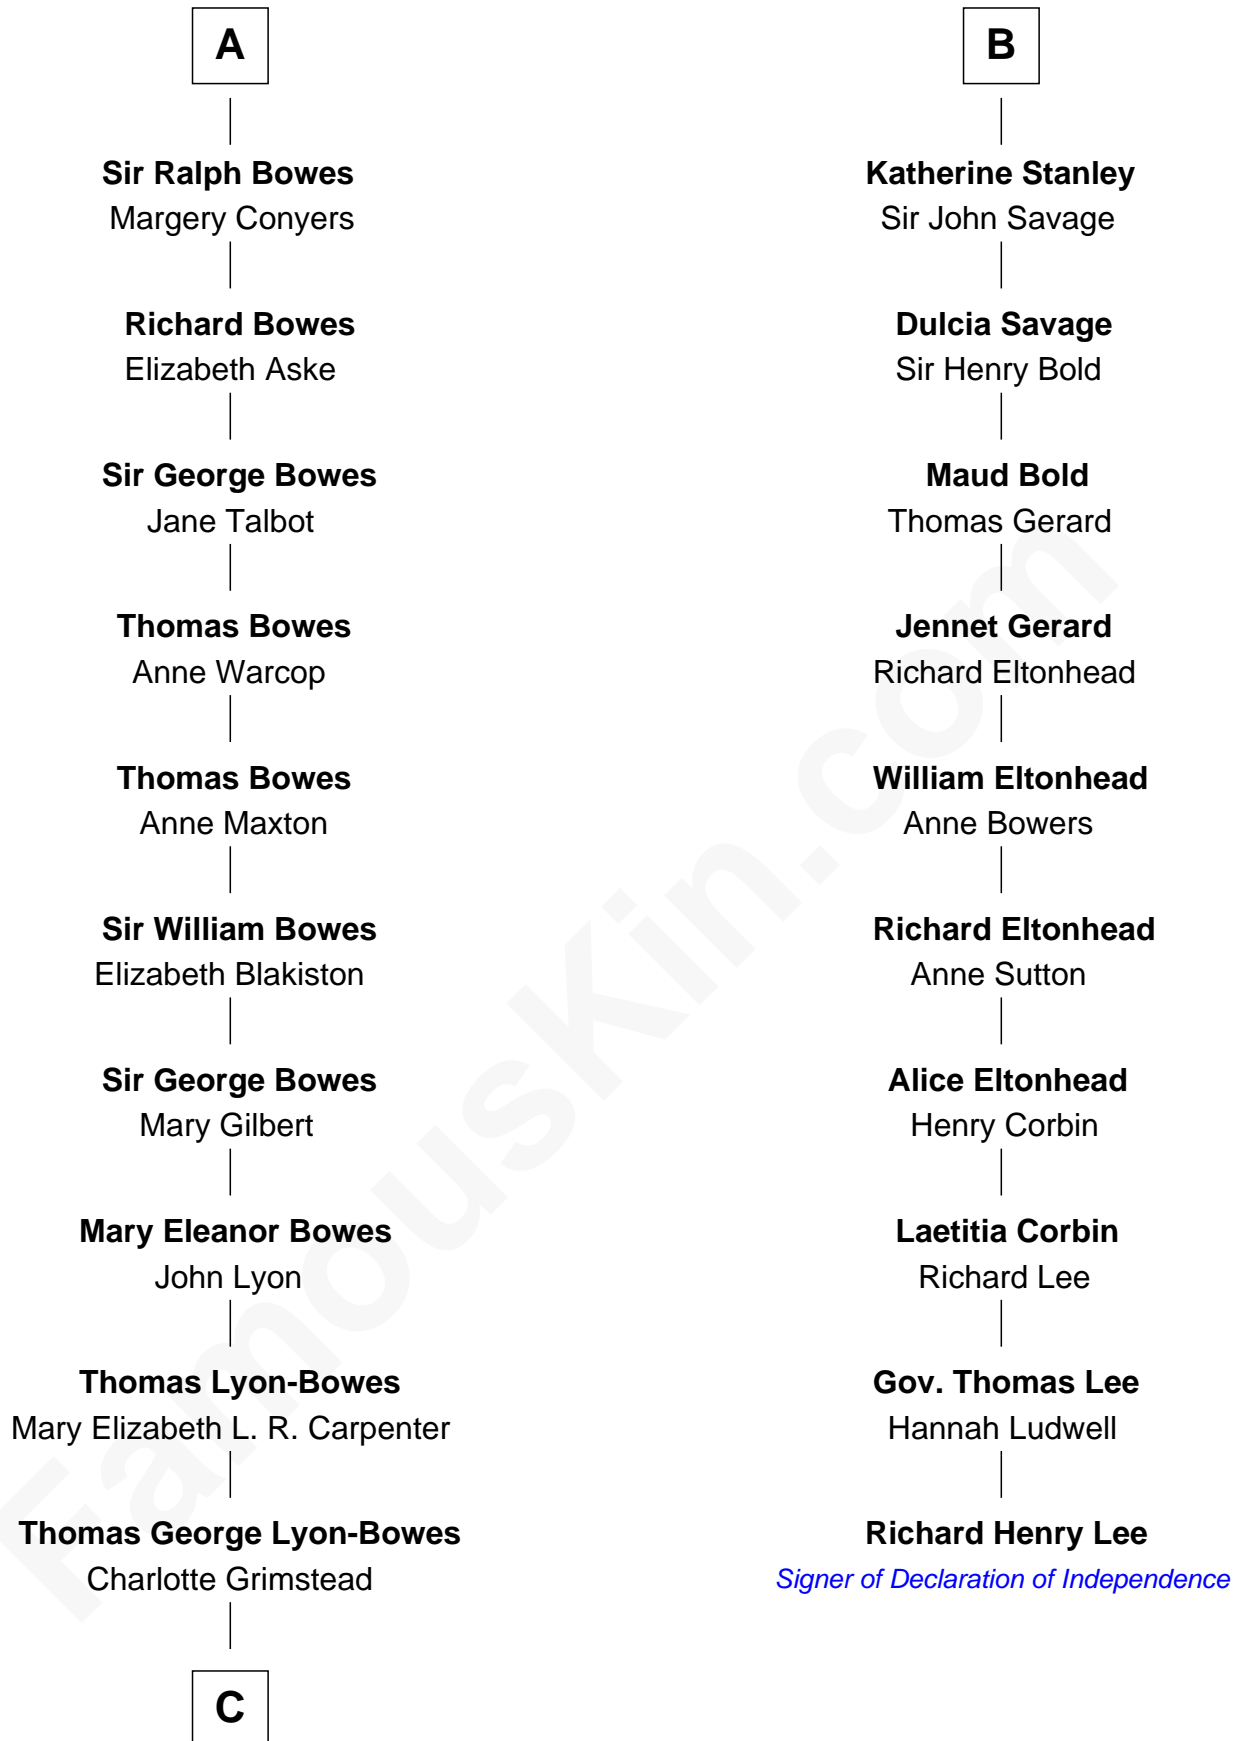 A
Sir Ralph Bowes
Margery Conyers
Richard Bowes
Elizabeth Aske
Sir George Bowes
Jane Talbot
Thomas Bowes
Anne Warcop
Thomas Bowes
Anne Maxton
Sir William Bowes
Elizabeth Blakiston
Sir George Bowes
Mary Gilbert
Mary Eleanor Bowes
John Lyon
Thomas Lyon-Bowes
Mary Elizabeth L. R. Carpenter
Thomas George Lyon-Bowes
Charlotte Grimstead
C
B
Katherine Stanley
Sir John Savage
Dulcia Savage
Sir Henry Bold
Maud Bold
Thomas Gerard
Jennet Gerard
Richard Eltonhead
William Eltonhead
Anne Bowers
Richard Eltonhead
Anne Sutton
Alice Eltonhead
Henry Corbin
Laetitia Corbin
Richard Lee
Gov. Thomas Lee
Hannah Ludwell
Richard Henry Lee
Signer of Declaration of Independence
FamousKin.com